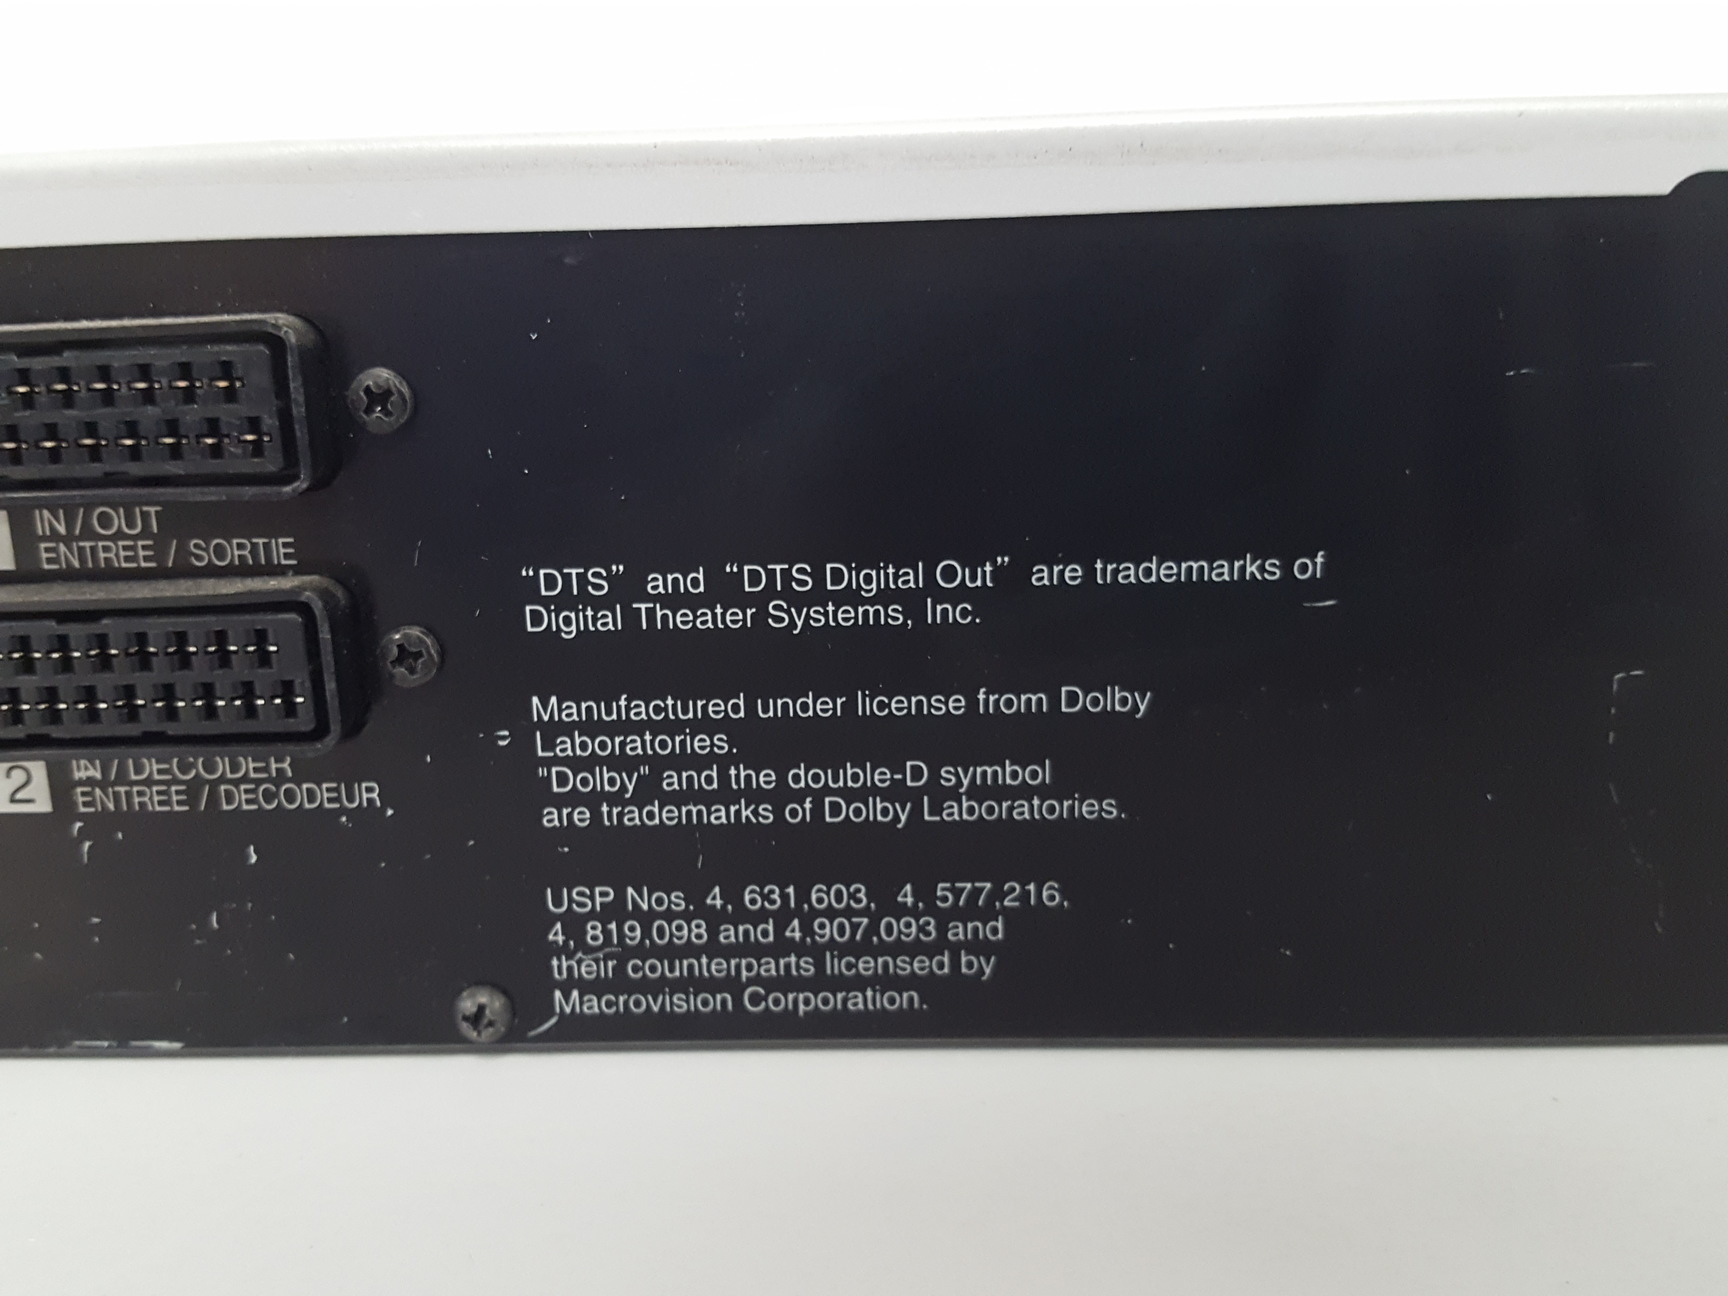 IN / OUT
ENTREE / SORTIE
2
IN / DECODER
ENTREE / DECODEUR
“DTS” and “DTS Digital Out” are trademarks of
Digital Theater Systems, Inc.
Manufactured under license from Dolby
Laboratories.
"Dolby" and the double-D symbol
are trademarks of Dolby Laboratories.
USP Nos. 4, 631,603, 4, 577,216,
4, 819,098 and 4,907,093 and
their counterparts licensed by
Macrovision Corporation.